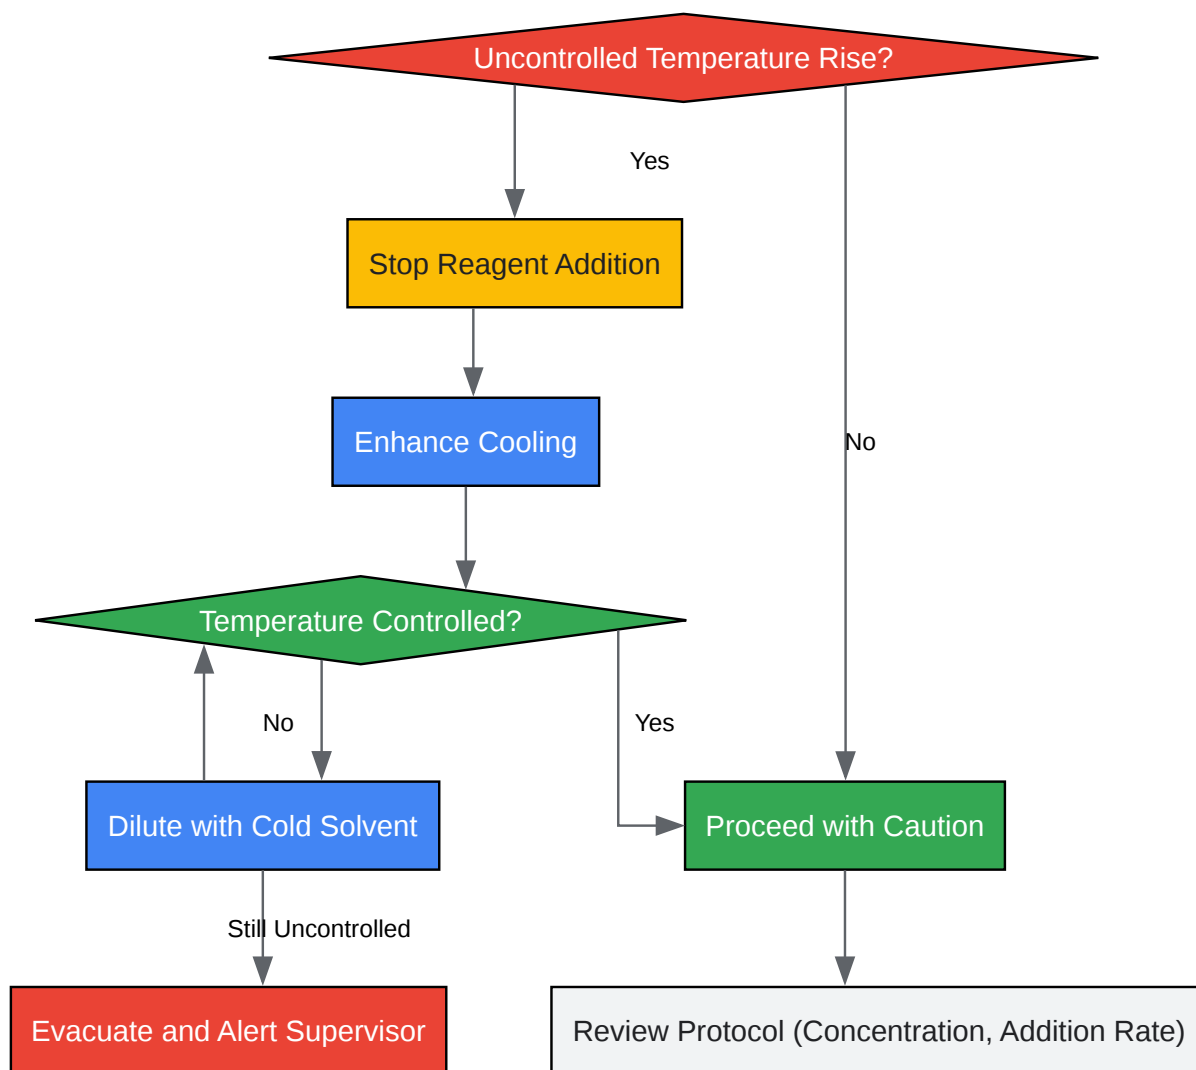 Uncontrolled Temperature Rise?
Yes
Stop Reagent Addition
Enhance Cooling
No
Temperature Controlled?
No
Yes
Dilute with Cold Solvent
Proceed with Caution
Still Uncontrolled
Evacuate and Alert Supervisor
Review Protocol (Concentration, Addition Rate)